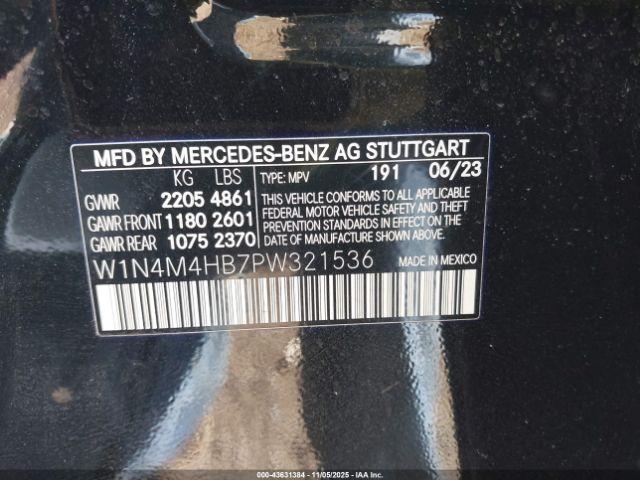 MFD BY MERCEDES-BENZ AG STUTTGART
KG LBS TYPE: MPV 191 06/23
GVWR 2205 4861
GAWR FRONT 1180 2601
GAWR REAR 1075 2370
THIS VEHICLE CONFORMS TO ALL APPLICABLE
FEDERAL MOTOR VEHICLE SAFETY AND THEFT
PREVENTION STANDARDS IN EFFECT ON THE
DATE OF MANUFACTURE SHOWN ABOVE.
W1N4M4HB7PW321536 MADE IN MEXICO
000-43631384 11/05/2025 - IAA, Inc.